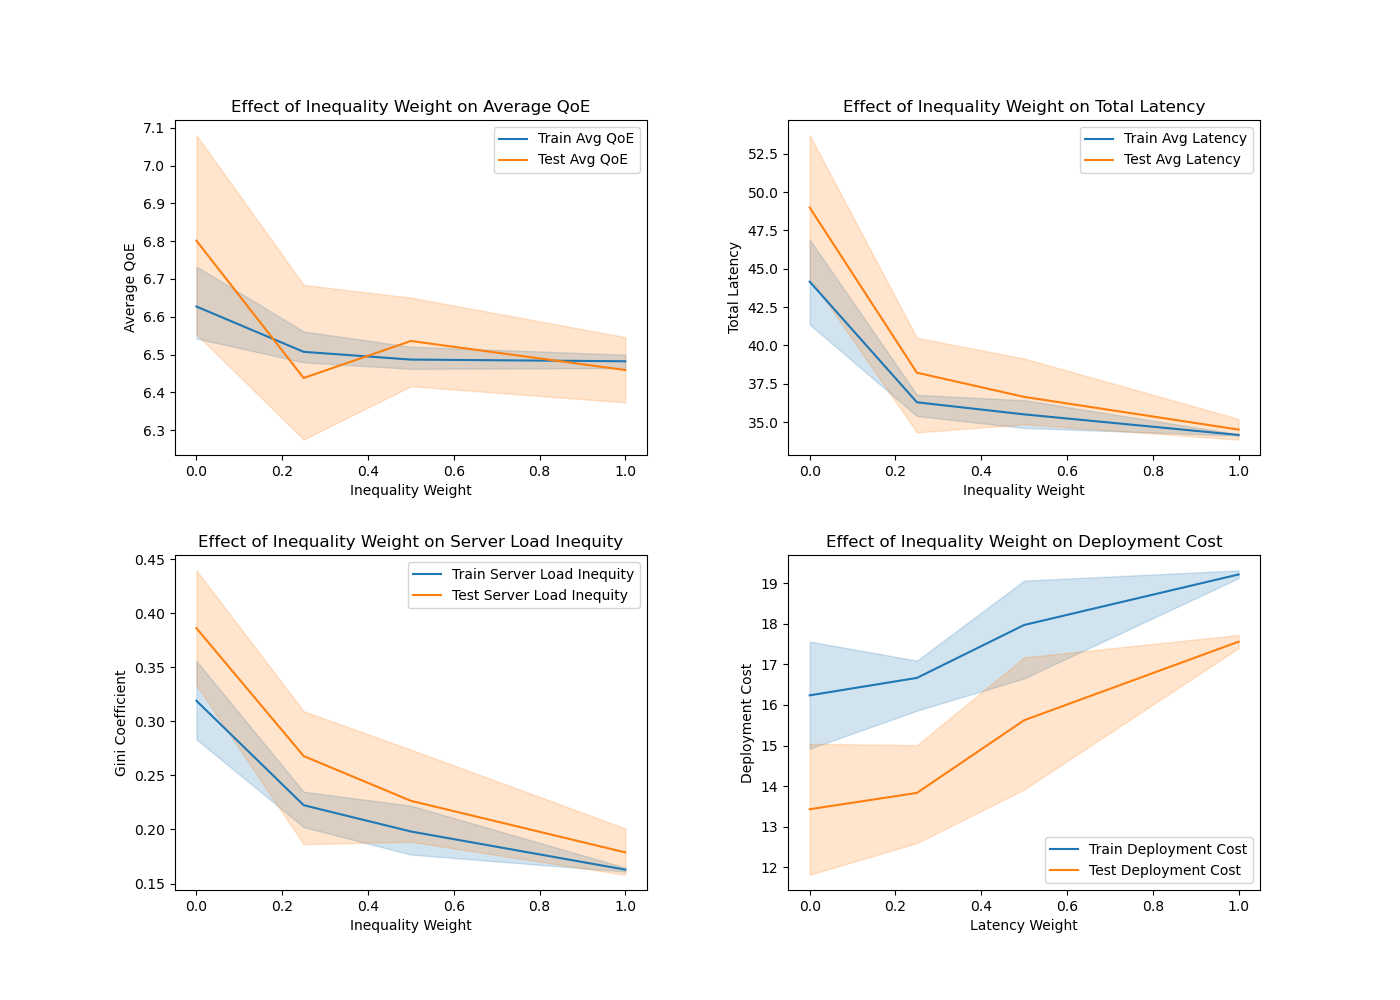 Effect of Inequality Weight on Average QoE
7.1
7.0
6.9
6.8
6.7
6.6
6.5
6.4
6.3
Average QoE
Train Avg QoE
Test Avg QoE
0.0 0.2 0.4 0.6 0.8 1.0
Inequality Weight
Effect of Inequality Weight on Total Latency
52.5
50.0
47.5
45.0
42.5
40.0
37.5
35.0
Total Latency
Train Avg Latency
Test Avg Latency
0.0 0.2 0.4 0.6 0.8 1.0
Inequality Weight
Effect of Inequality Weight on Server Load Inequity
0.45
0.40
0.35
0.30
0.25
0.20
0.15
Gini Coefficient
Train Server Load Inequity
Test Server Load Inequity
0.0 0.2 0.4 0.6 0.8 1.0
Inequality Weight
Effect of Inequality Weight on Deployment Cost
19
18
17
16
15
14
13
12
Deployment Cost
Train Deployment Cost
Test Deployment Cost
0.0 0.2 0.4 0.6 0.8 1.0
Latency Weight